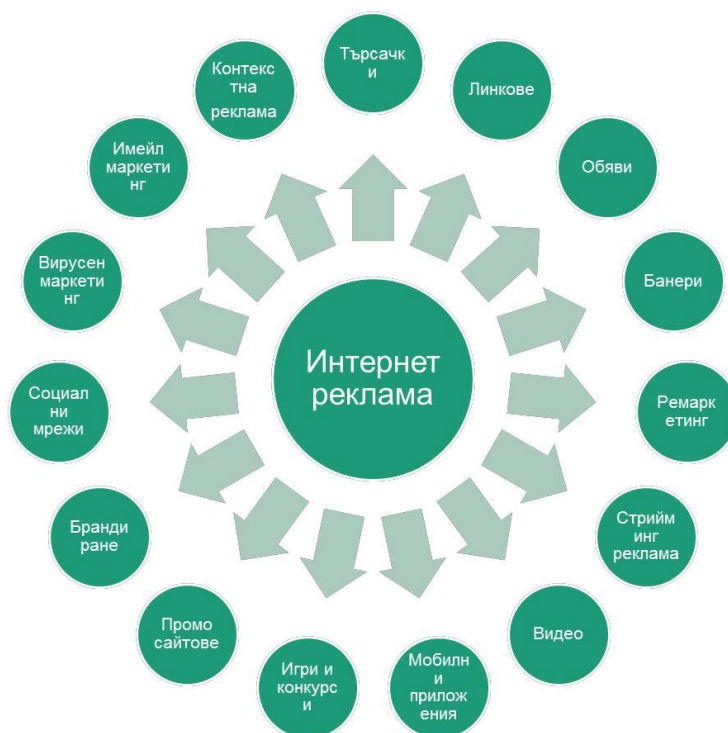 Интернет
реклама
Търсачк
и
Линкове
Обяви
Банери
Ремарк
етинг
Стрийм
инг
реклама
Видео
Мобилн
и
прилож
ения
Игри и
конкурс
и
Промо
сайтове
Бранди
ране
Социал
ни
мрежи
Вирусен
маркети
нг
Имейл
маркети
нг
Контекс
тна
реклама